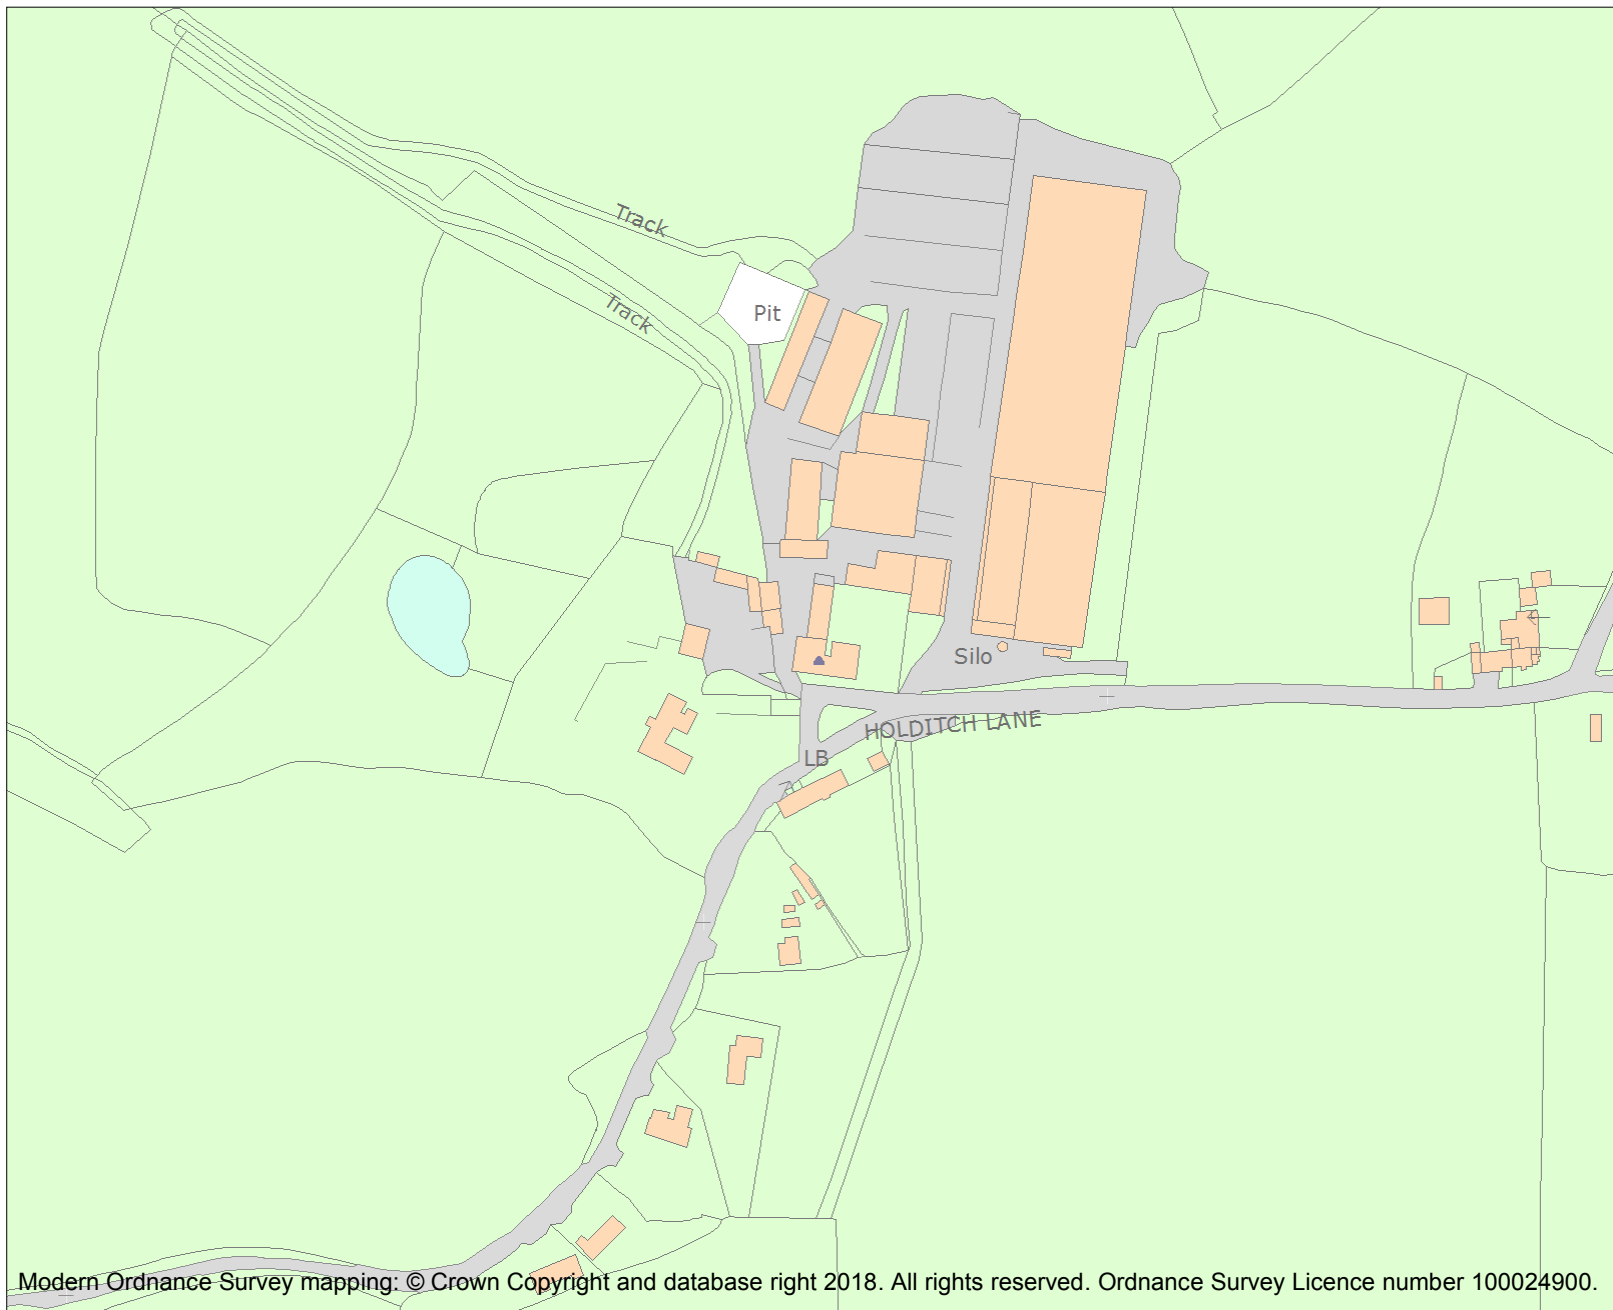 Track
Track
Pit
Silo
HOLDITCH LANE
LB
Modern Ordnance Survey mapping: © Crown Copyright and database right 2018. All rights reserved. Ordnance Survey Licence number 100024900.